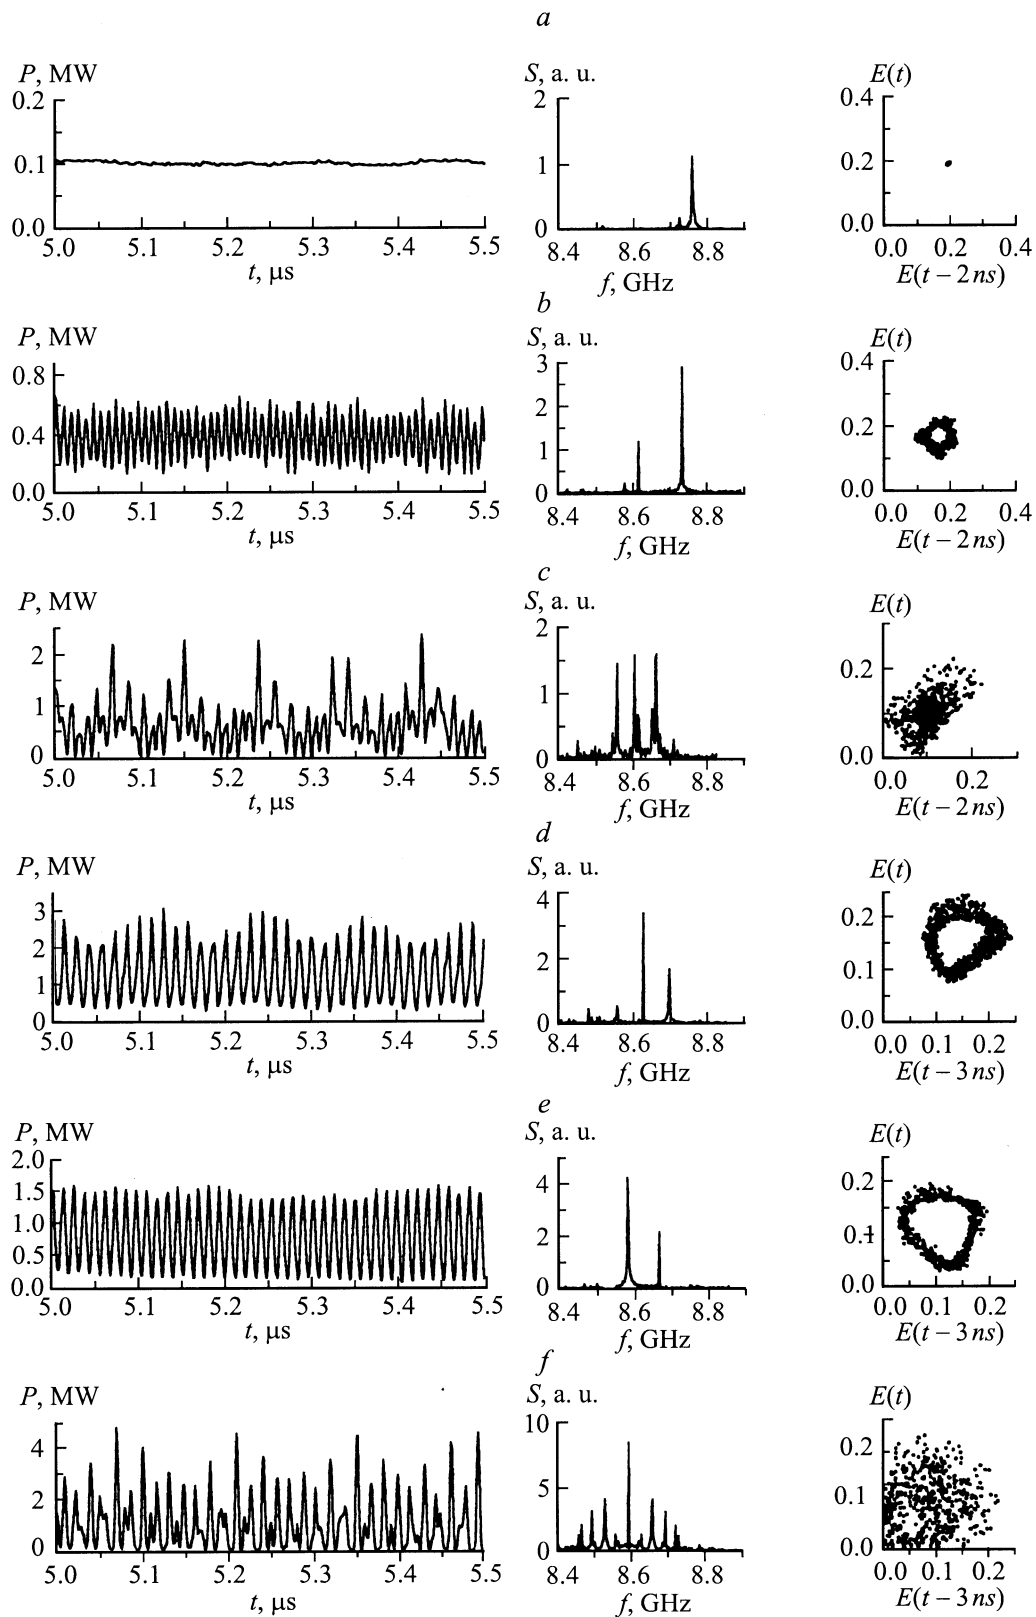 a
P, MW S, a. u. E(t)
0.2 2 0.4
0.1 1 0.2
0.0 0 0.0
5.0 5.1 5.2 5.3 5.4 5.5 8.4 8.6 8.8 0.0 0.2 0.4
t, μs f, GHz E(t − 2 ns)
b
P, MW S, a. u. E(t)
0.8 3 0.4
2
0.4 1 0.2
0.0 0 0.0
5.0 5.1 5.2 5.3 5.4 5.5 8.4 8.6 8.8 0.0 0.2 0.4
t, μs f, GHz E(t − 2 ns)
c
P, MW S, a. u. E(t)
2 2 0.2
1 1
0 0 0.0
5.0 5.1 5.2 5.3 5.4 5.5 8.4 8.6 8.8 0.0 0.2
t, μs f, GHz E(t − 2 ns)
d
P, MW S, a. u. E(t)
3 4 0.2
2 2 0.1
1
0 0 0.0
5.0 5.1 5.2 5.3 5.4 5.5 8.4 8.6 8.8 0.0 0.1 0.2
t, μs f, GHz E(t − 3 ns)
e
P, MW S, a. u. E(t)
2.0
1.5 4 0.2
1.0 2 0.1
0.5
0.0 0 0.0
5.0 5.1 5.2 5.3 5.4 5.5 8.4 8.6 8.8 0.0 0.1 0.2
t, μs f, GHz E(t − 3 ns)
f
P, MW S, a. u. E(t)
4 10 0.2
2 5 0.1
0 0 0.0
5.0 5.1 5.2 5.3 5.4 5.5 8.4 8.6 8.8 0.0 0.1 0.2
t, μs f, GHz E(t − 3 ns)